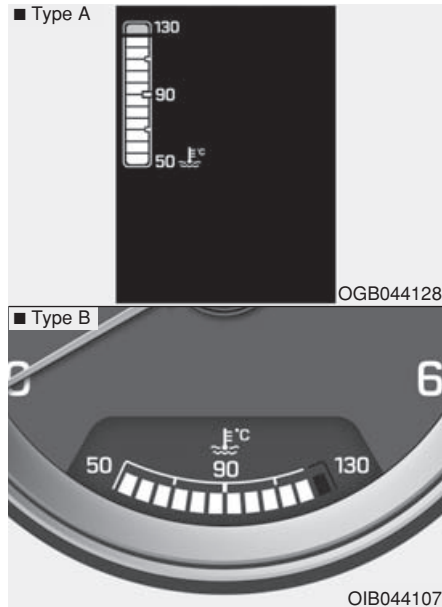 ■ Type A
130
90
50 °C
OGB044128
■ Type B
0 6
°C
50 90 130
OIB044107